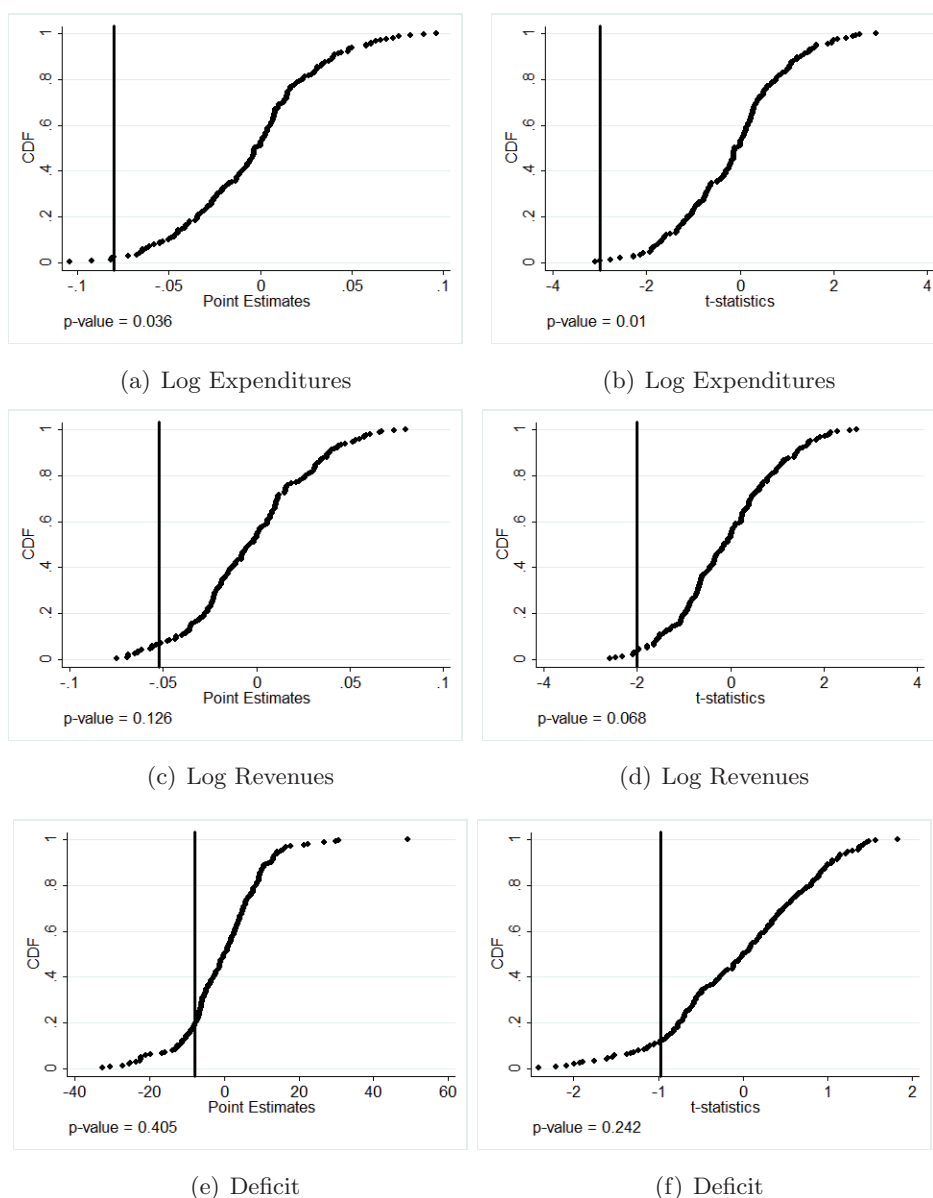 CDF
0 .2 .4 .6 .8 1
-.1 -.05 0 .05 .1
Point Estimates
p-value = 0.036
(a) Log Expenditures
CDF
0 .2 .4 .6 .8 1
-4 -2 0 2 4
t-statistics
p-value = 0.01
(b) Log Expenditures
CDF
0 .2 .4 .6 .8 1
-.1 -.05 0 .05 .1
Point Estimates
p-value = 0.126
(c) Log Revenues
CDF
0 .2 .4 .6 .8 1
-4 -2 0 2 4
t-statistics
p-value = 0.068
(d) Log Revenues
CDF
0 .2 .4 .6 .8 1
-40 -20 0 20 40 60
Point Estimates
p-value = 0.405
(e) Deficit
CDF
0 .2 .4 .6 .8 1
-2 -1 0 1 2
t-statistics
p-value = 0.242
(f) Deficit